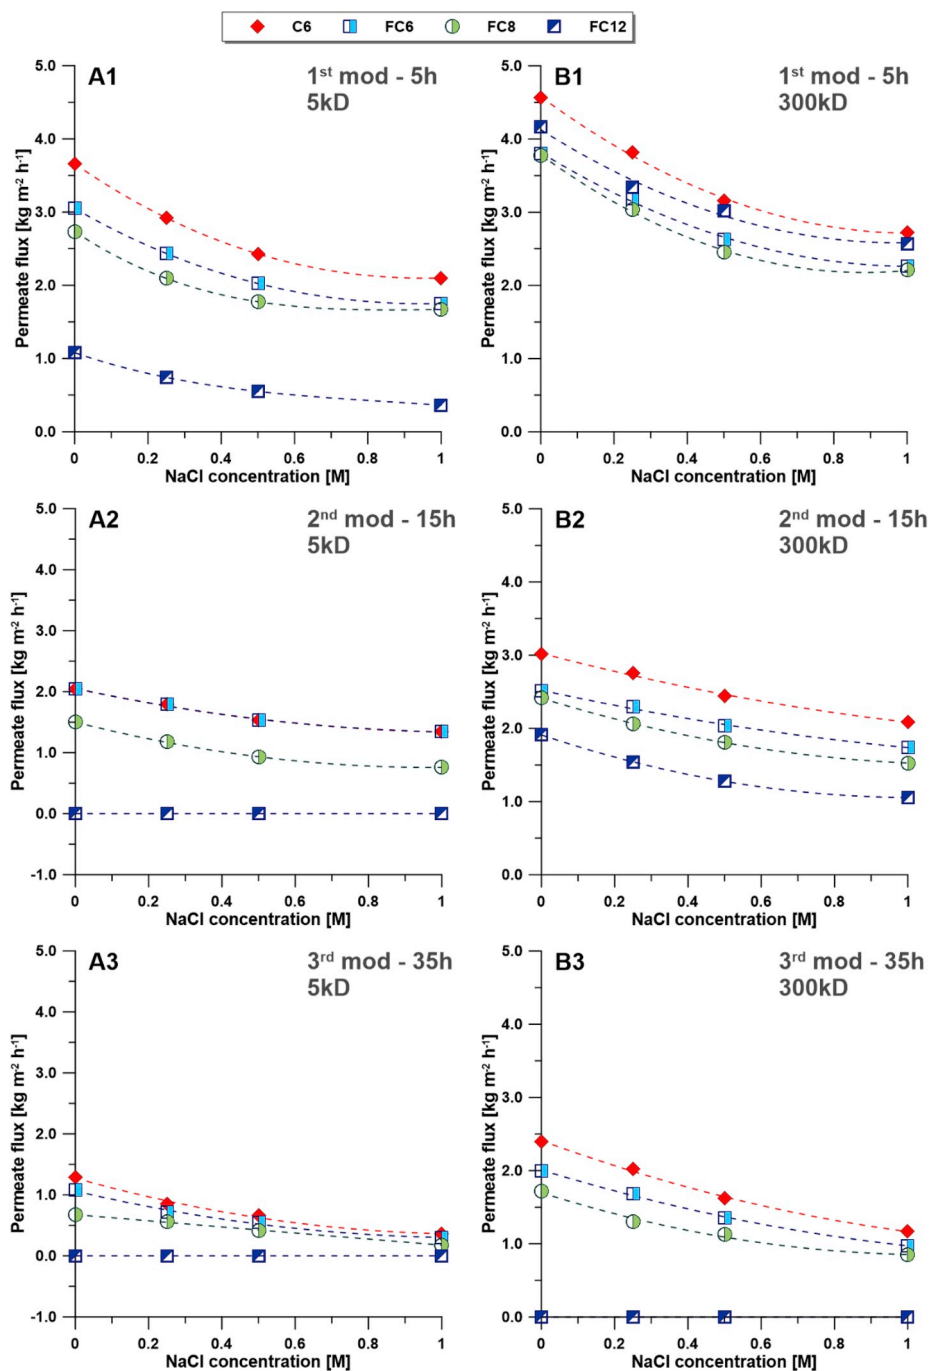 C6 FC6 FC8 FC12
A1
1st mod - 5h
5kD
Permeate flux [kg m-2 h-1]
5.0
4.0
3.0
2.0
1.0
0.0
0 0.2 0.4 0.6 0.8 1
NaCl concentration [M]
B1
1st mod - 5h
300kD
Permeate flux [kg m-2 h-1]
5.0
4.0
3.0
2.0
1.0
0.0
0 0.2 0.4 0.6 0.8 1
NaCl concentration [M]
A2
2nd mod - 15h
5kD
Permeate flux [kg m-2 h-1]
5.0
4.0
3.0
2.0
1.0
0.0
-1.0
0 0.2 0.4 0.6 0.8 1
NaCl concentration [M]
B2
2nd mod - 15h
300kD
Permeate flux [kg m-2 h-1]
5.0
4.0
3.0
2.0
1.0
0.0
0 0.2 0.4 0.6 0.8 1
NaCl concentration [M]
A3
3rd mod - 35h
5kD
Permeate flux [kg m-2 h-1]
5.0
4.0
3.0
2.0
1.0
0.0
-1.0
0 0.2 0.4 0.6 0.8 1
NaCl concentration [M]
B3
3rd mod - 35h
300kD
Permeate flux [kg m-2 h-1]
5.0
4.0
3.0
2.0
1.0
0.0
0 0.2 0.4 0.6 0.8 1
NaCl concentration [M]